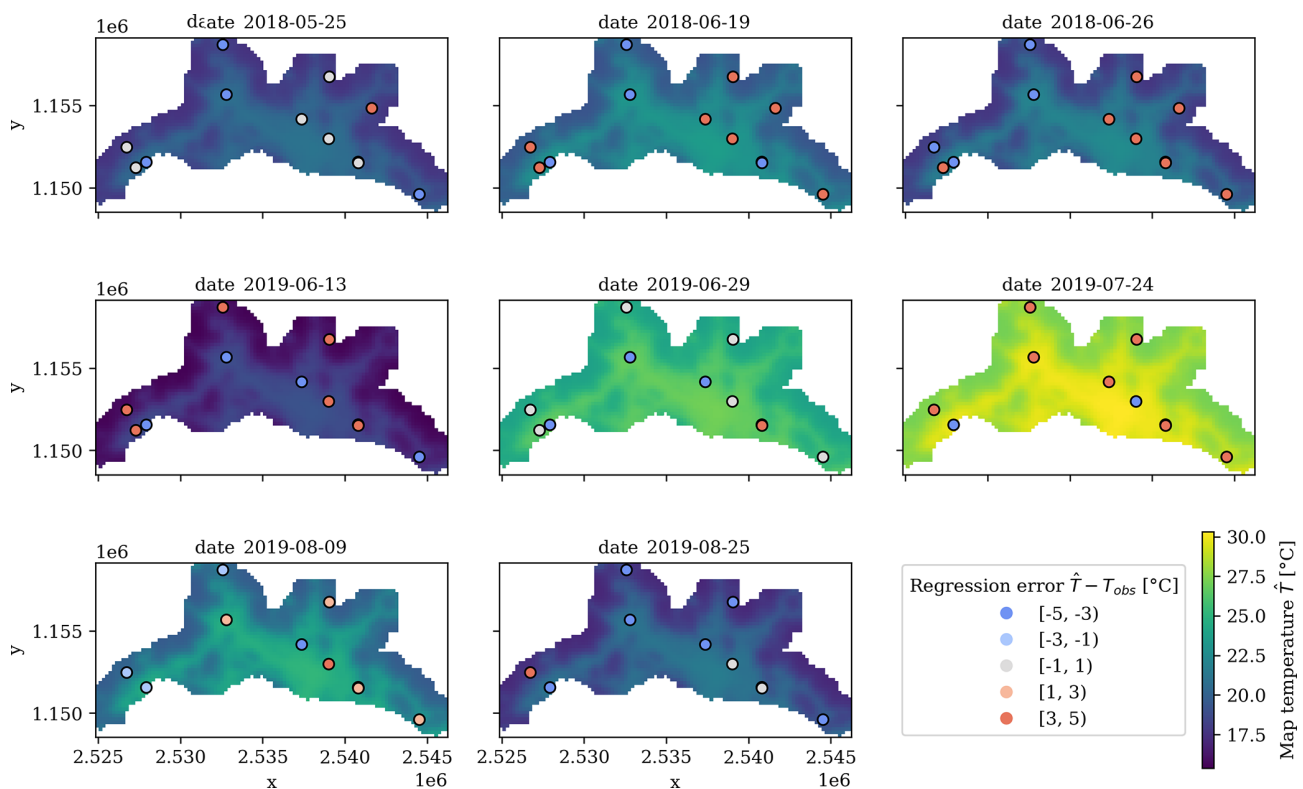 dcate 2018-05-25
date 2018-06-19
date 2018-06-26
1e6
y
1.155
1.150
date 2019-06-13
date 2019-06-29
date 2019-07-24
1e6
y
1.155
1.150
date 2019-08-09
date 2019-08-25
1e6
y
1.155
1.150
2.525 2.530 2.535 2.540 2.545
x
1e6
2.525 2.530 2.535 2.540 2.545
x
1e6
Regression error T̂ − Tobs [°C]
[-5, -3)
[-3, -1)
[-1, 1)
[1, 3)
[3, 5)
30.0
27.5
25.0
22.5
20.0
17.5
Map temperature T̂ [°C]